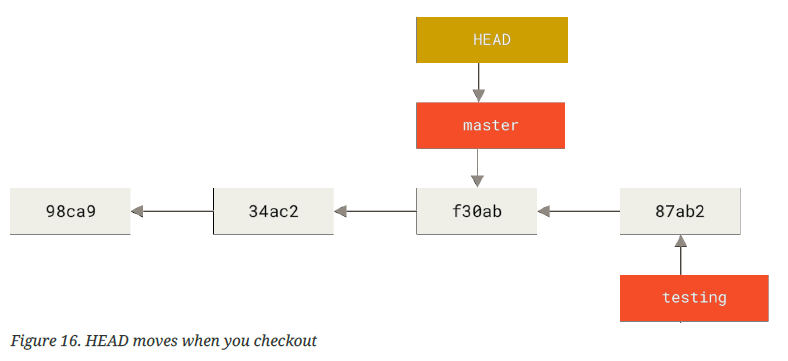 HEAD
master
98ca9
34ac2
f30ab
87ab2
testing
Figure 16. HEAD moves when you checkout